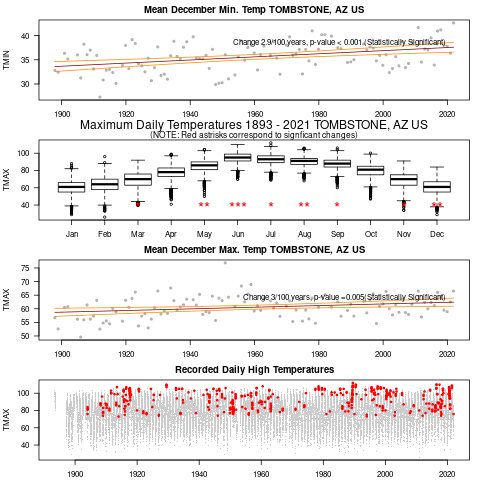 Mean December Min. Temp TOMBSTONE, AZ US
TMIN
40
35
30
Change 2.9/100 years, p-value < 0.001 (Statistically Significant)
1900 1920 1940 1960 1980 2000 2020
Maximum Daily Temperatures 1893 - 2021 TOMBSTONE, AZ US
(NOTE: Red astrisks correspond to signficant changes)
TMAX
100
80
60
40
** *** * ** *
Jan Feb Mar Apr May Jun Jul Aug Sep Oct Nov Dec
Mean December Max. Temp TOMBSTONE, AZ US
TMAX
75
70
65
60
55
50
Change 3/100 years, p-value =0.005(Statistically Significant)
1900 1920 1940 1960 1980 2000 2020
Recorded Daily High Temperatures
TMAX
100
80
60
40
1900 1920 1940 1960 1980 2000 2020